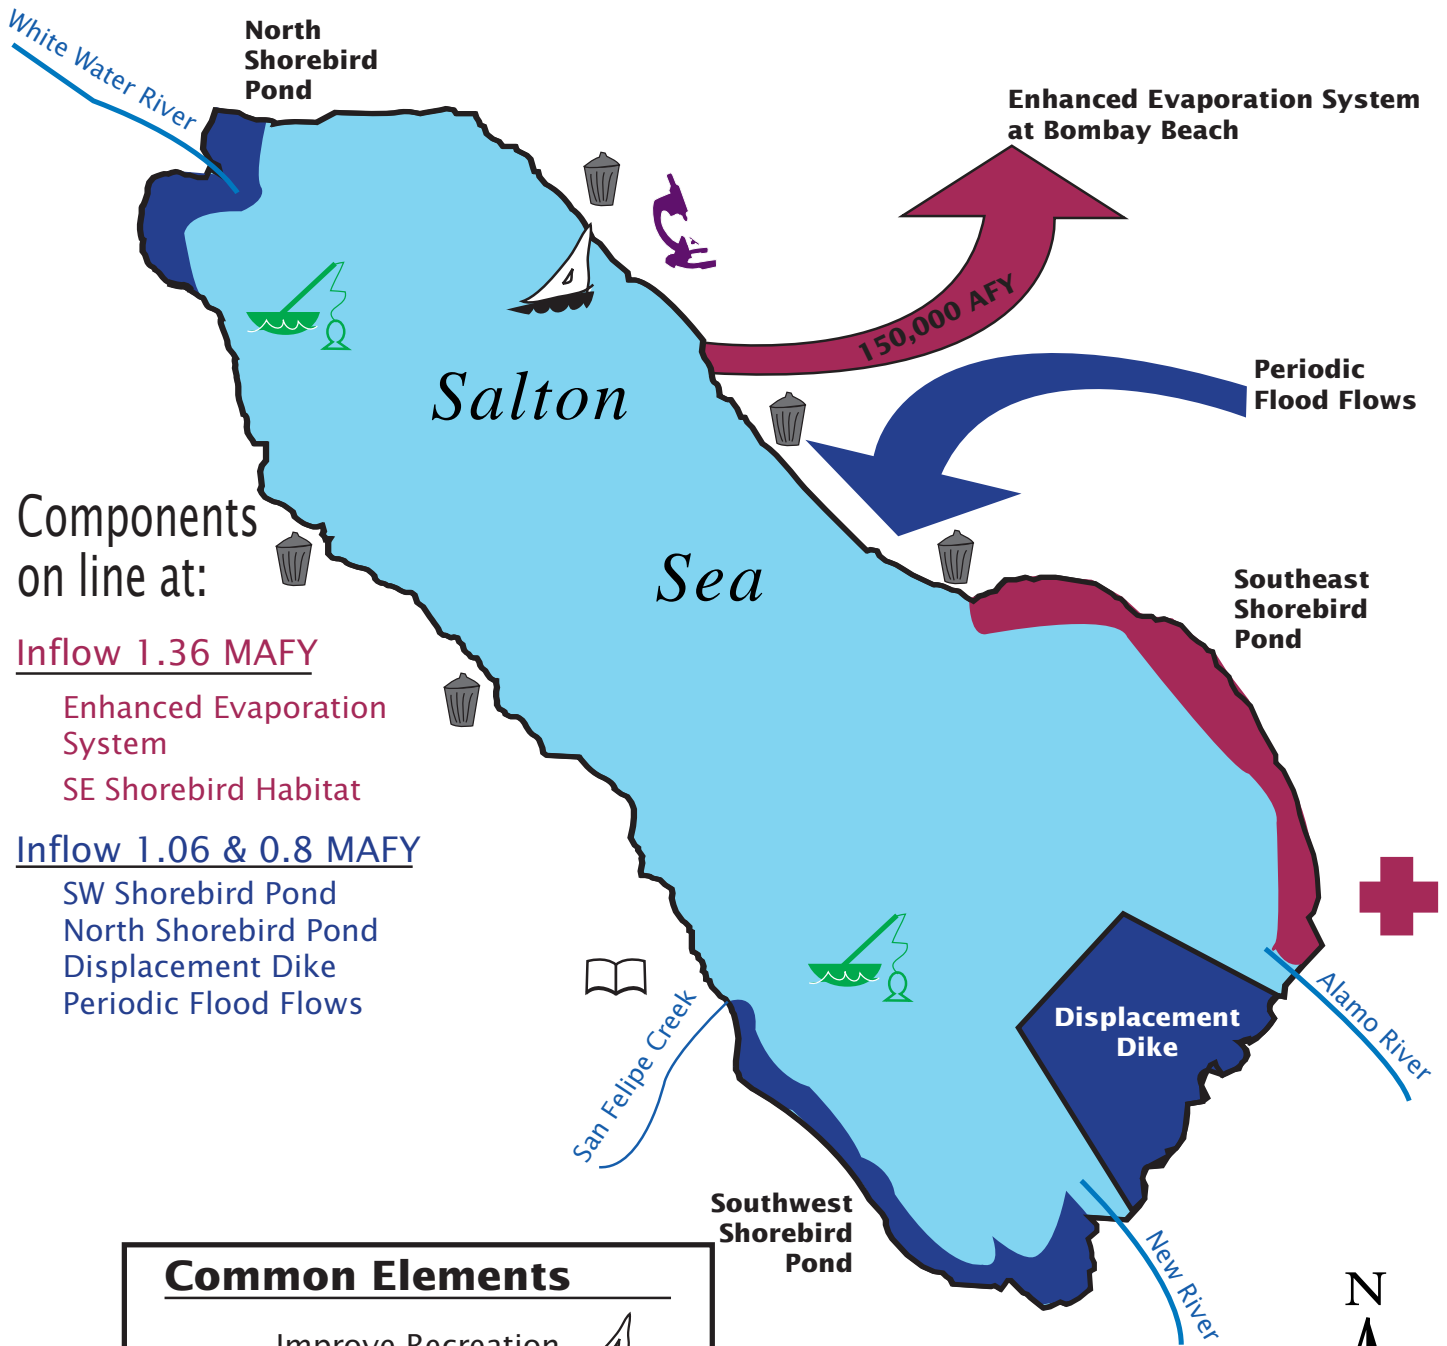 White Water River
North
Shorebird
Pond
Enhanced Evaporation System
at Bombay Beach
150,000 AFY
Periodic
Flood Flows
Salton
Sea
Components
on line at:
Inflow 1.36 MAFY
Enhanced Evaporation
System
SE Shorebird Habitat
Inflow 1.06 & 0.8 MAFY
SW Shorebird Pond
North Shorebird Pond
Displacement Dike
Periodic Flood Flows
Southeast
Shorebird
Pond
Displacement
Dike
Alamo River
San Felipe Creek
Southwest
Shorebird
Pond
New River
Common Elements
Improve Recreation
N